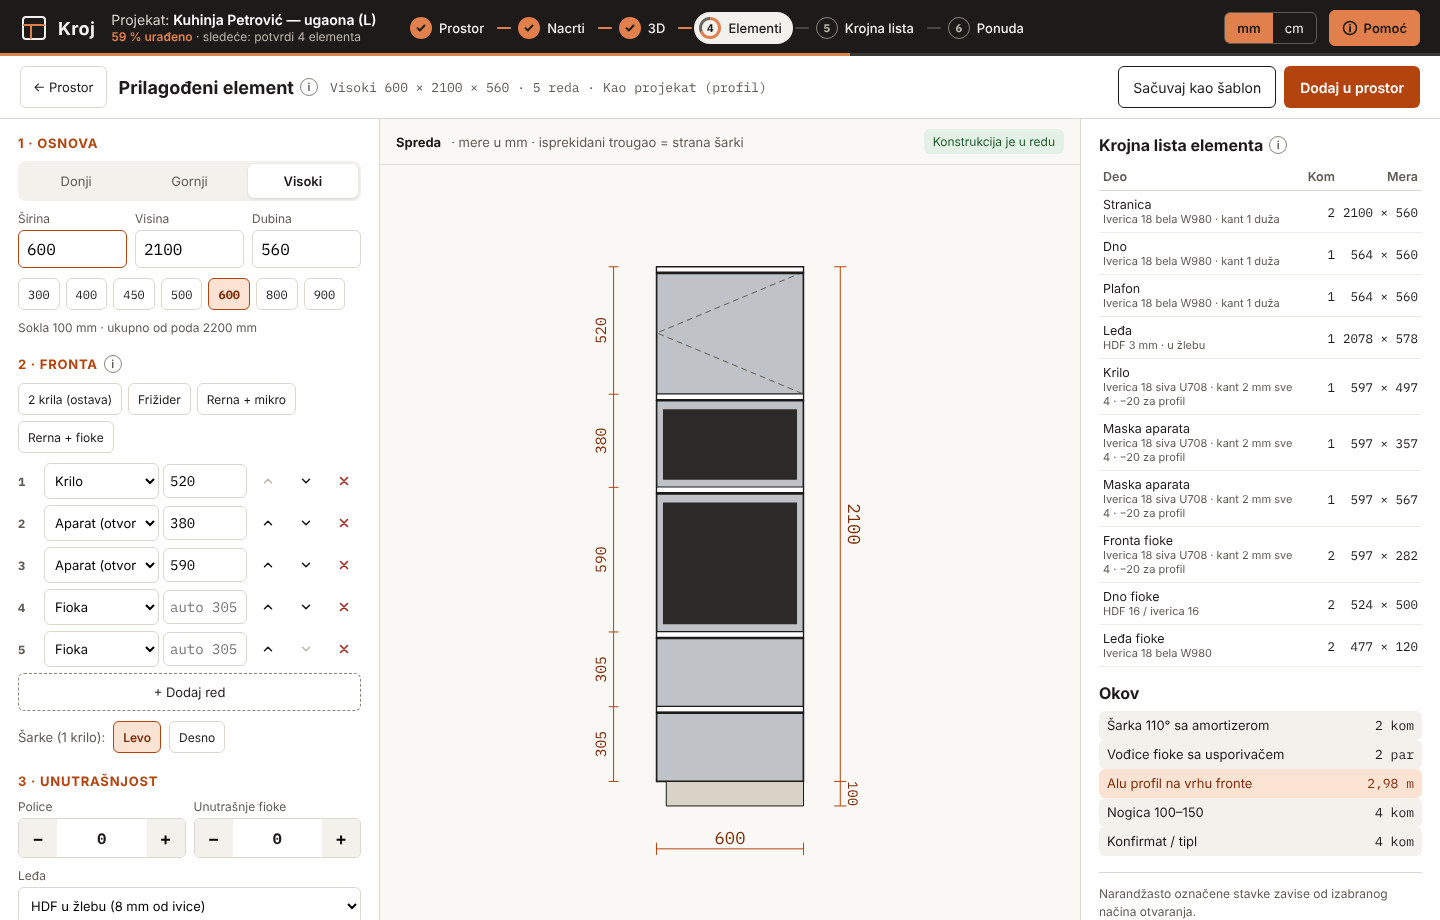 Kroj
Projekat: Kuhinja Petrović — ugaona (L)
59 % urađeno · sledeće: potvrdi 4 elementa
Prostor
Nacrti
3D
4 Elementi
5 Krojna lista
6 Ponuda
mm cm
Pomoć
← Prostor
Prilagođeni element i
Visoki 600 × 2100 × 560 · 5 reda · Kao projekat (profil)
Sačuvaj kao šablon
Dodaj u prostor
1 · OSNOVA
Donji Gornji Visoki
Širina Visina Dubina
600 2100 560
300 400 450 500 600 800 900
Sokla 100 mm · ukupno od poda 2200 mm
2 · FRONTA i
2 krila (ostava) Frižider Rerna + mikro
Rerna + fioke
1 Krilo 520
2 Aparat (otvor 380
3 Aparat (otvor 590
4 Fioka auto 305
5 Fioka auto 305
+ Dodaj red
Šarke (1 krilo): Levo Desno
3 · UNUTRAŠNJOST
Police Unutrašnje fioke
− 0 + − 0 +
Leđa
HDF u žlebu (8 mm od ivice)
Spreda · mere u mm · isprekidani trougao = strana šarki
Konstrukcija je u redu
520
380
590
305
305
2100
100
600
Krojna lista elementa i
Deo Kom Mera
Stranica
Iverica 18 bela W980 · kant 1 duža
2 2100 × 560
Dno
Iverica 18 bela W980 · kant 1 duža
1 564 × 560
Plafon
Iverica 18 bela W980 · kant 1 duža
1 564 × 560
Leđa
HDF 3 mm · u žlebu
1 2078 × 578
Krilo
Iverica 18 siva U708 · kant 2 mm sve
4 · −20 za profil
1 597 × 497
Maska aparata
Iverica 18 siva U708 · kant 2 mm sve
4 · −20 za profil
1 597 × 357
Maska aparata
Iverica 18 siva U708 · kant 2 mm sve
4 · −20 za profil
1 597 × 567
Fronta fioke
Iverica 18 siva U708 · kant 2 mm sve
4 · −20 za profil
2 597 × 282
Dno fioke
HDF 16 / iverica 16
2 524 × 500
Leđa fioke
Iverica 18 bela W980
2 477 × 120
Okov
Šarka 110° sa amortizerom 2 kom
Vođice fioke sa usporivačem 2 par
Alu profil na vrhu fronte 2,98 m
Nogica 100–150 4 kom
Konfirmat / tipl 4 kom
Narandžasto označene stavke zavise od izabranog
načina otvaranja.